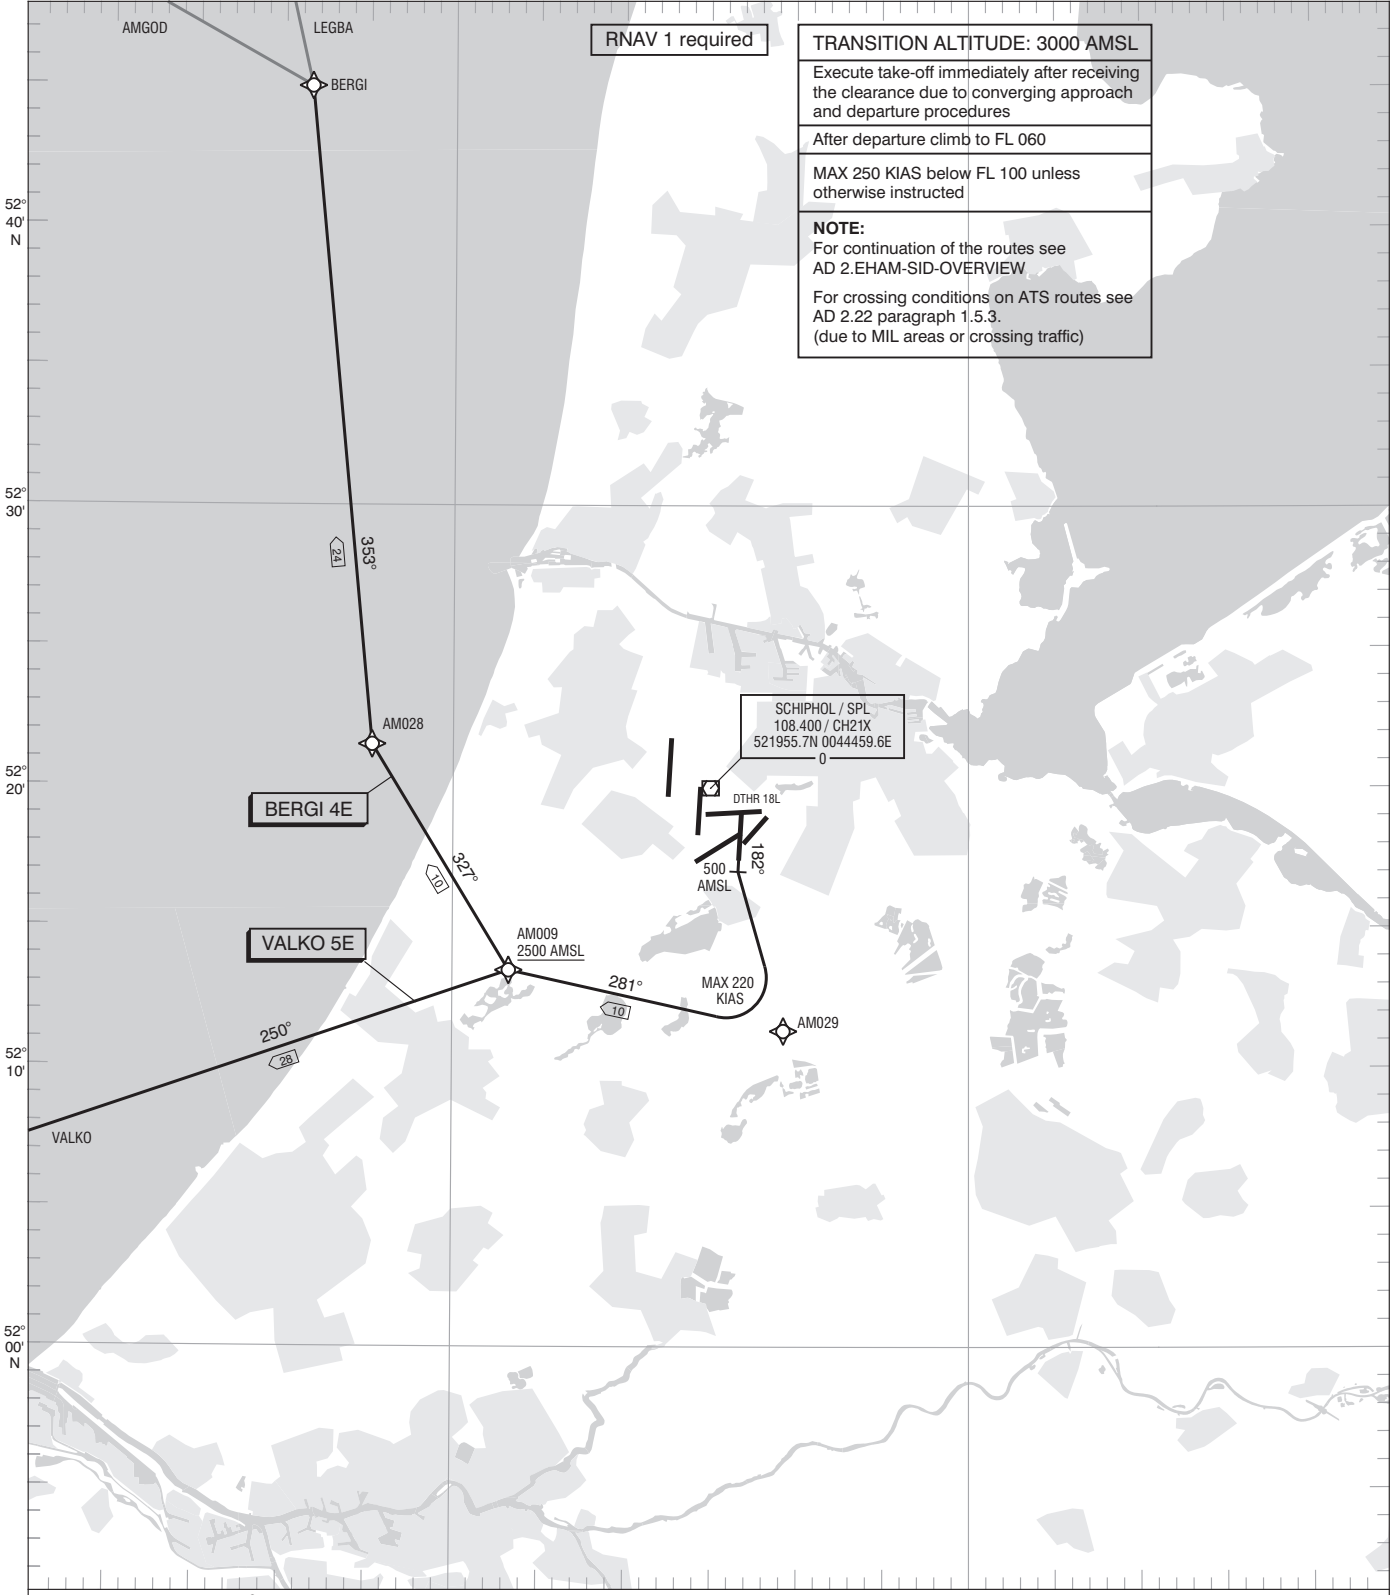 AMGOD
LEGBA
BERGI
RNAV 1 required
TRANSITION ALTITUDE: 3000 AMSL
Execute take-off immediately after receiving
the clearance due to converging approach
and departure procedures
After departure climb to FL 060
MAX 250 KIAS below FL 100 unless
otherwise instructed
NOTE:
For continuation of the routes see
AD 2.EHAM-SID-OVERVIEW
For crossing conditions on ATS routes see
AD 2.22 paragraph 1.5.3.
(due to MIL areas or crossing traffic)
52°
40'
N
52°
30'
353°
24
AM028
SCHIPHOL / SPL
108.400 / CH21X
521955.7N 0044459.6E
0
52°
20'
BERGI 4E
DTHR 18L
182°
327°
10
500
AMSL
AM009
2500 AMSL
VALKO 5E
281°
10
MAX 220
KIAS
AM029
250°
28
52°
10'
VALKO
52°
00'
N